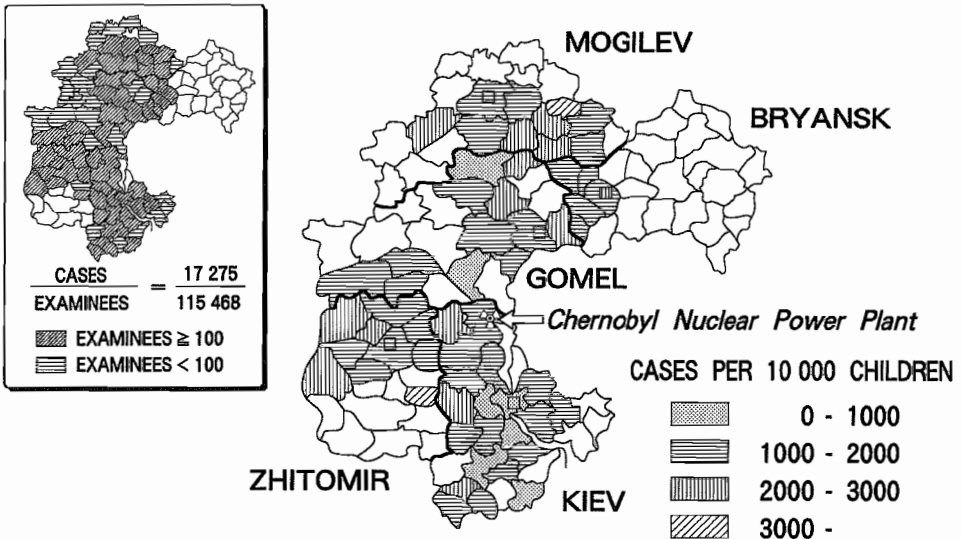 MOGILEV
BRYANSK
GOMEL
Chernobyl Nuclear Power Plant
ZHITOMIR
KIEV
CASES
EXAMINEES
=
17 275
115 468
EXAMINEES ≧ 100
EXAMINEES < 100
CASES PER 10 000 CHILDREN
0 - 1000
1000 - 2000
2000 - 3000
3000 -